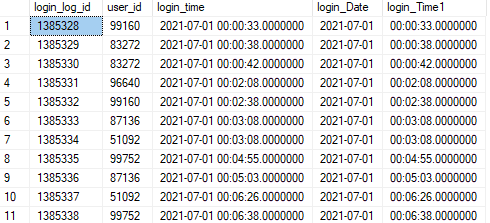 login_log_id user_id login_time login_Date login_Time1
1 1385328 99160 2021-07-01 00:00:33.0000000 2021-07-01 00:00:33.0000000
2 1385329 83272 2021-07-01 00:00:38.0000000 2021-07-01 00:00:38.0000000
3 1385330 83272 2021-07-01 00:00:42.0000000 2021-07-01 00:00:42.0000000
4 1385331 96640 2021-07-01 00:02:08.0000000 2021-07-01 00:02:08.0000000
5 1385332 99160 2021-07-01 00:02:38.0000000 2021-07-01 00:02:38.0000000
6 1385333 87136 2021-07-01 00:03:08.0000000 2021-07-01 00:03:08.0000000
7 1385334 51092 2021-07-01 00:03:08.0000000 2021-07-01 00:03:08.0000000
8 1385335 99752 2021-07-01 00:04:55.0000000 2021-07-01 00:04:55.0000000
9 1385336 87136 2021-07-01 00:05:03.0000000 2021-07-01 00:05:03.0000000
10 1385337 51092 2021-07-01 00:06:26.0000000 2021-07-01 00:06:26.0000000
11 1385338 99752 2021-07-01 00:06:38.0000000 2021-07-01 00:06:38.0000000